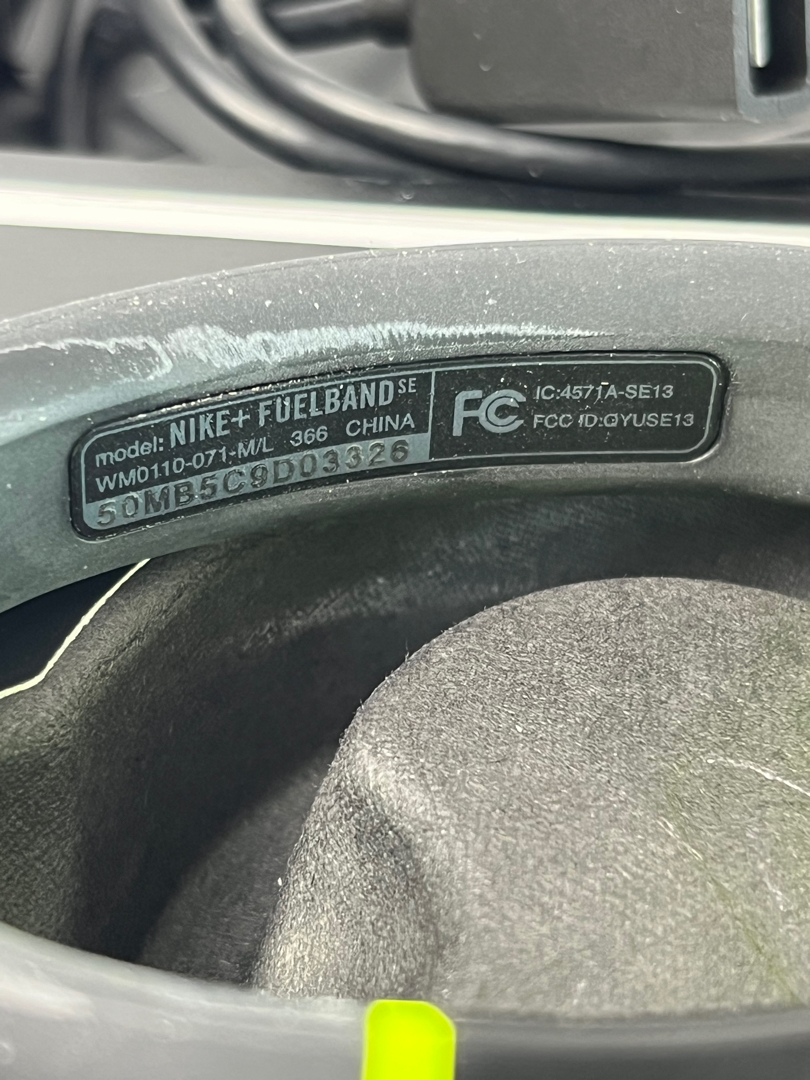 model: NIKE+ FUELBAND SE
WM0110-071-M/L 366 CHINA
50MB5C9D03326
FC
IC:4571A-SE13
FCC ID:QYUSE13